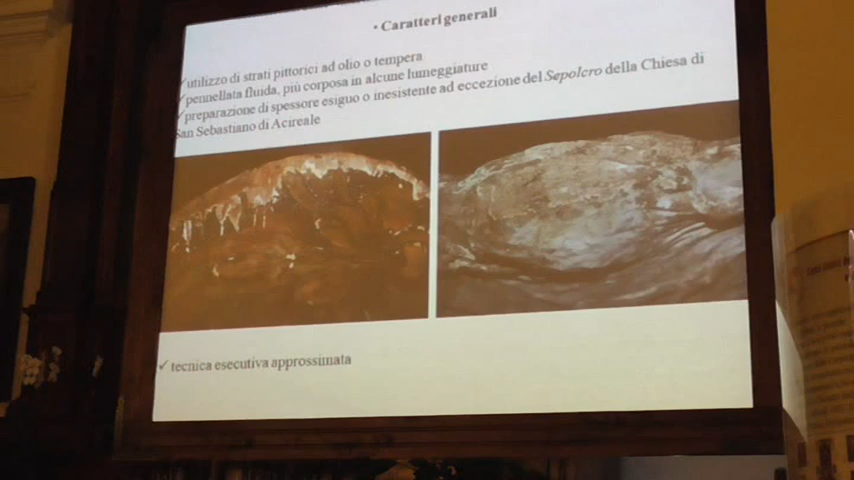 • Caratteri generali
✓utilizzo di strati pittorici ad olio o tempera
✓pennellata fluida, più corposa in alcune lumeggiature
✓preparazione di spessore esiguo o inesistente ad eccezione del Sepolcro della Chiesa di
San Sebastiano di Acireale
✓ tecnica esecutiva approssimata